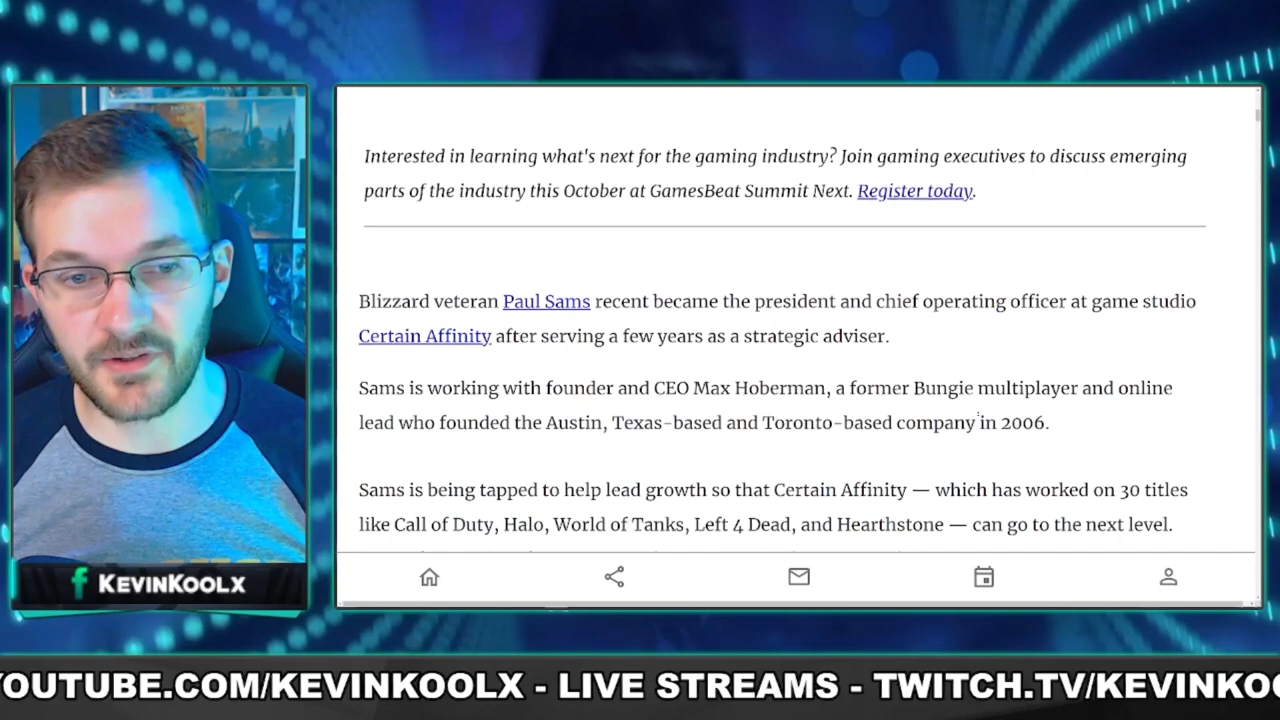 Interested in learning what's next for the gaming industry? Join gaming executives to discuss emerging
parts of the industry this October at GamesBeat Summit Next. Register today.
Blizzard veteran Paul Sams recent became the president and chief operating officer at game studio
Certain Affinity after serving a few years as a strategic adviser.
Sams is working with founder and CEO Max Hoberman, a former Bungie multiplayer and online
lead who founded the Austin, Texas-based and Toronto-based company in 2006.
Sams is being tapped to help lead growth so that Certain Affinity — which has worked on 30 titles
like Call of Duty, Halo, World of Tanks, Left 4 Dead, and Hearthstone — can go to the next level.
f KEVINKOOLX
YOUTUBE.COM/KEVINKOOLX - LIVE STREAMS - TWITCH.TV/KEVINKO